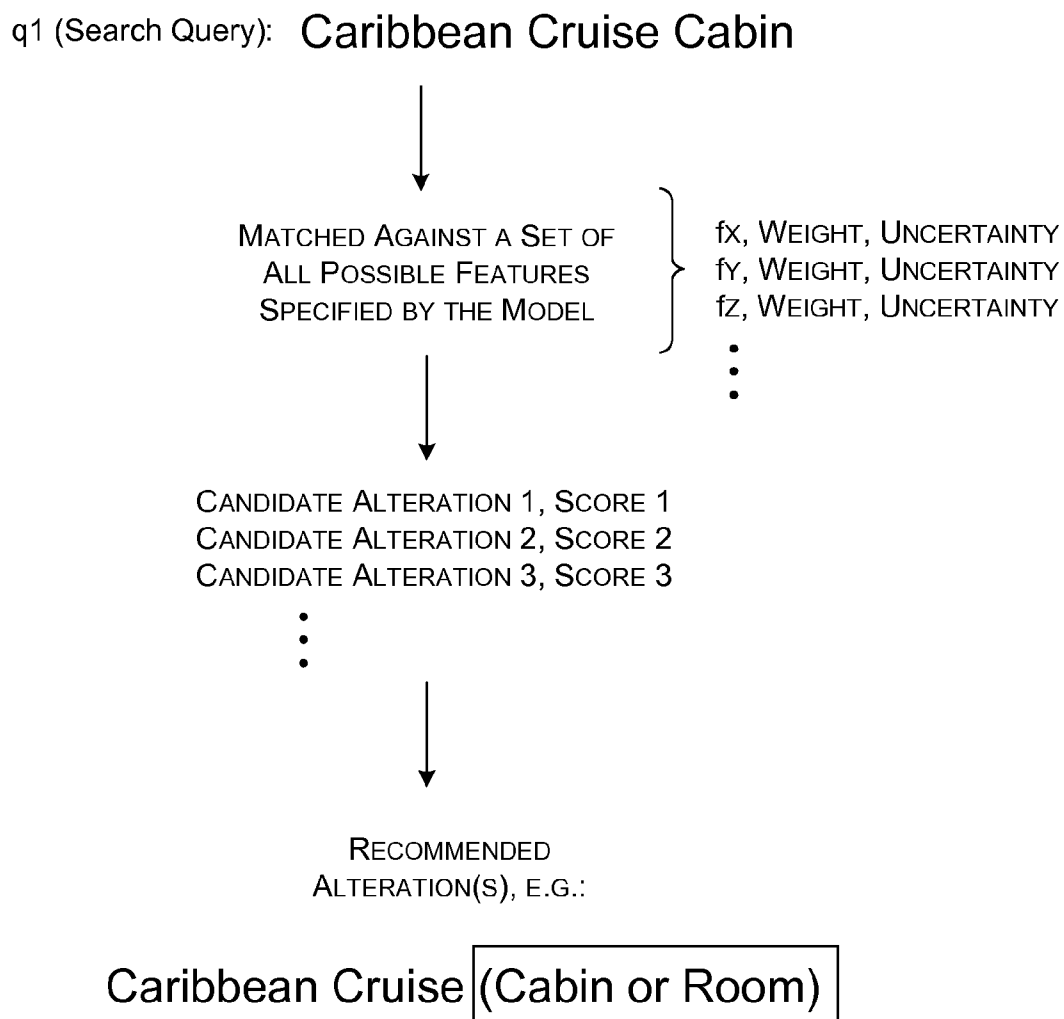 q1 (Search Query): Caribbean Cruise Cabin
MATCHED AGAINST A SET OF
ALL POSSIBLE FEATURES
SPECIFIED BY THE MODEL
fX, WEIGHT, UNCERTAINTY
fY, WEIGHT, UNCERTAINTY
fZ, WEIGHT, UNCERTAINTY
CANDIDATE ALTERATION 1, SCORE 1
CANDIDATE ALTERATION 2, SCORE 2
CANDIDATE ALTERATION 3, SCORE 3
RECOMMENDED
ALTERATION(S), E.G.:
Caribbean Cruise (Cabin or Room)